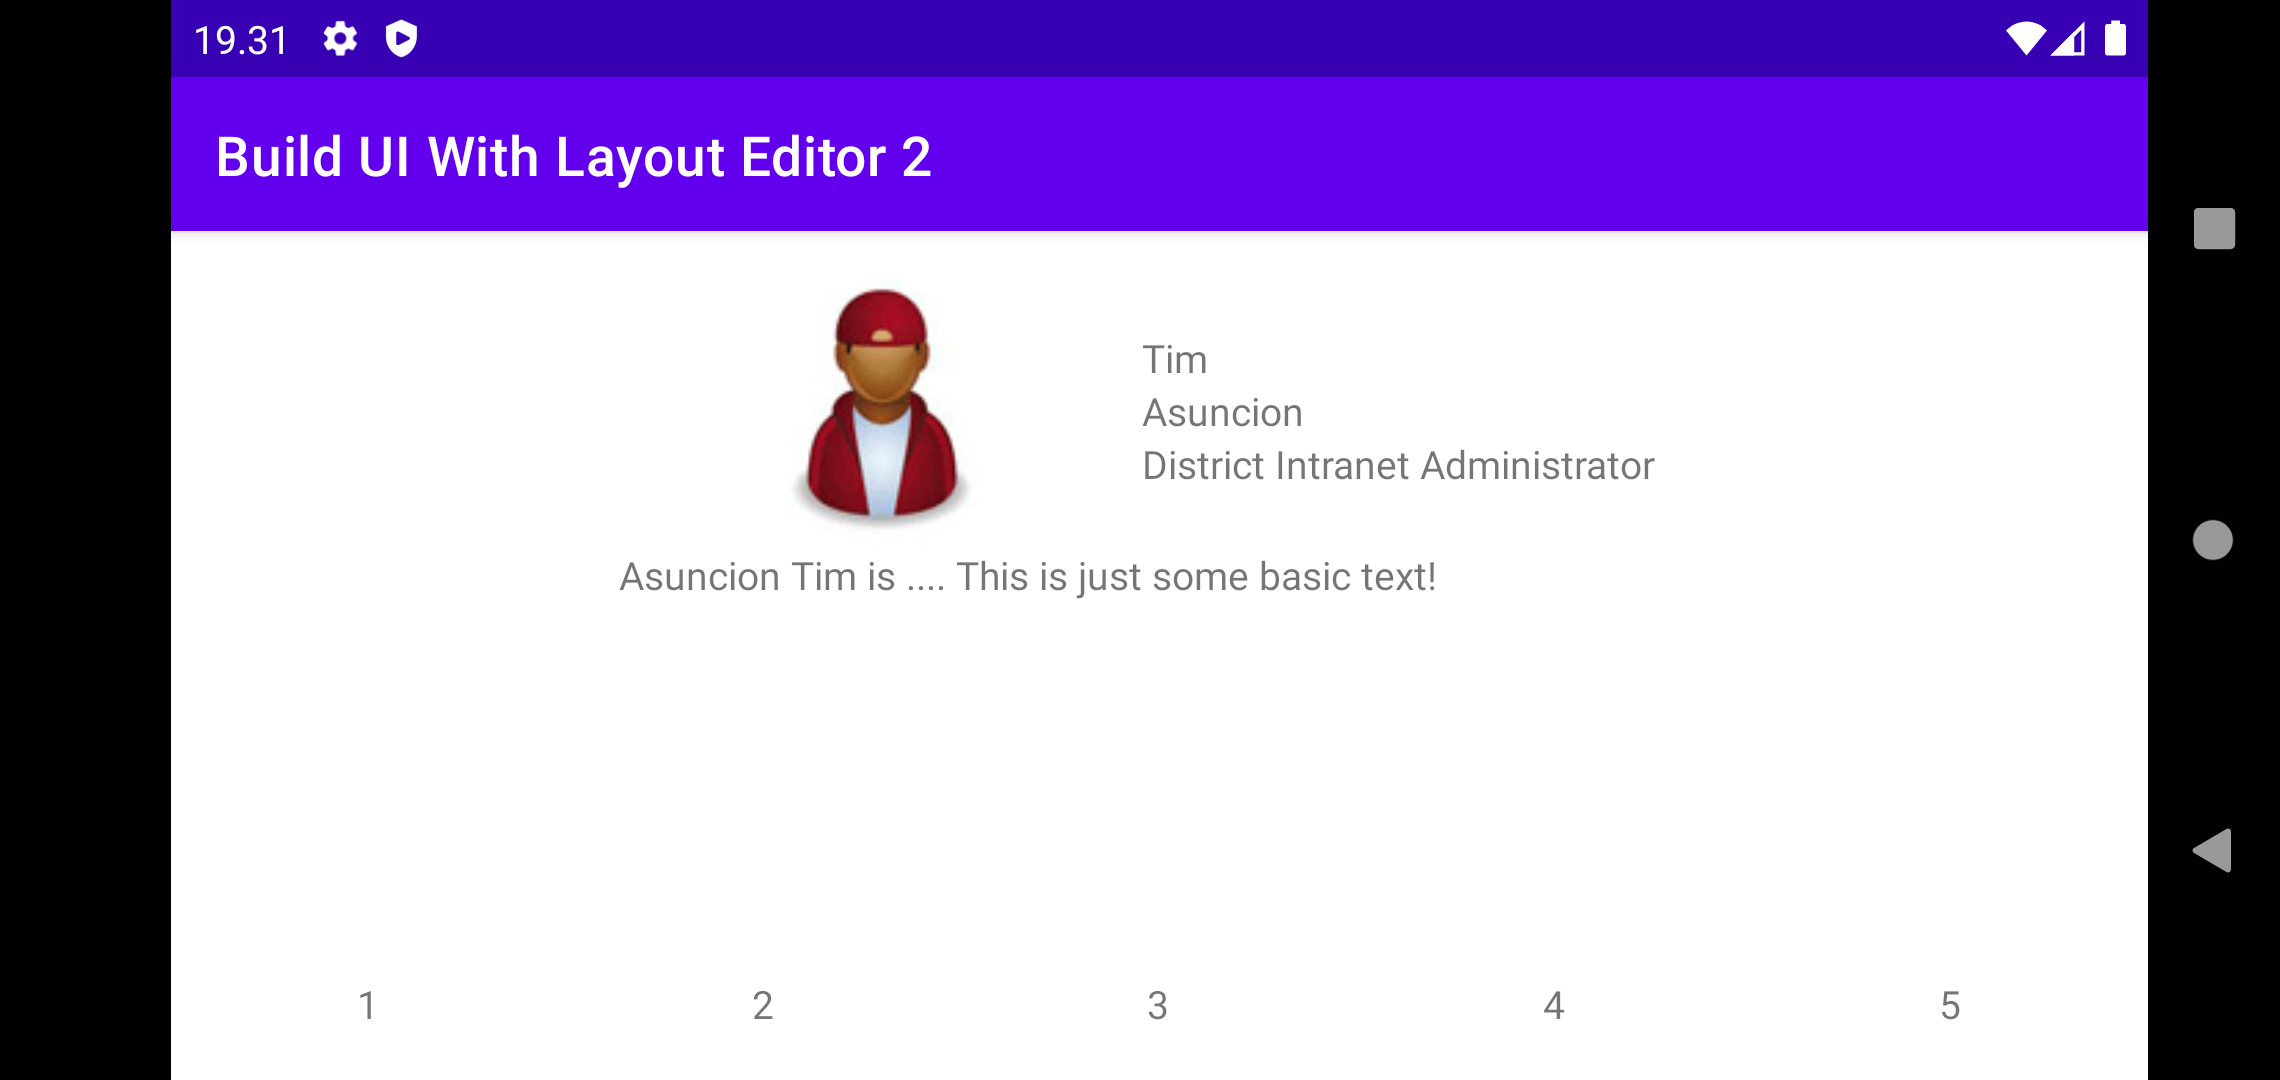 19.31
Build UI With Layout Editor 2
Tim
Asuncion
District Intranet Administrator
Asuncion Tim is .... This is just some basic text!
1 2 3 4 5